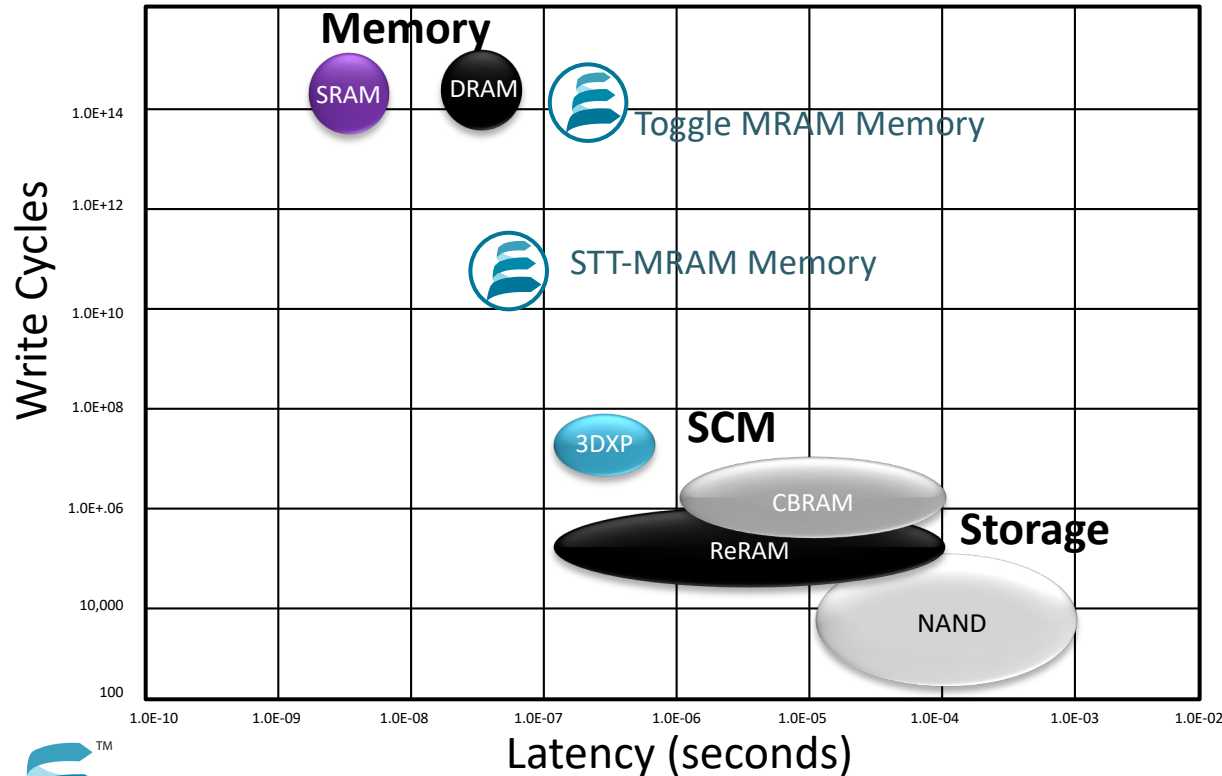 Memory
SRAM
DRAM
Toggle MRAM Memory
STT-MRAM Memory
SCM
3DXP
CBRAM
Storage
ReRAM
NAND
Write Cycles
1.0E+14
1.0E+12
1.0E+10
1.0E+08
1.0E+.06
10,000
100
1.0E-10 1.0E-09 1.0E-08 1.0E-07 1.0E-06 1.0E-05 1.0E-04 1.0E-03 1.0E-02
Latency (seconds)
TM